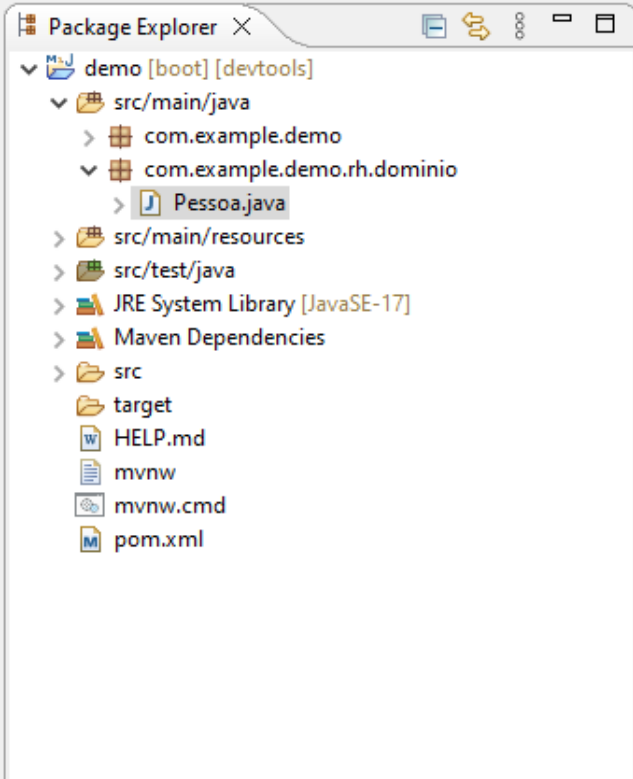 Package Explorer
demo [boot] [devtools]
src/main/java
com.example.demo
com.example.demo.rh.dominio
Pessoa.java
src/main/resources
src/test/java
JRE System Library [JavaSE-17]
Maven Dependencies
src
target
HELP.md
mvnw
mvnw.cmd
pom.xml